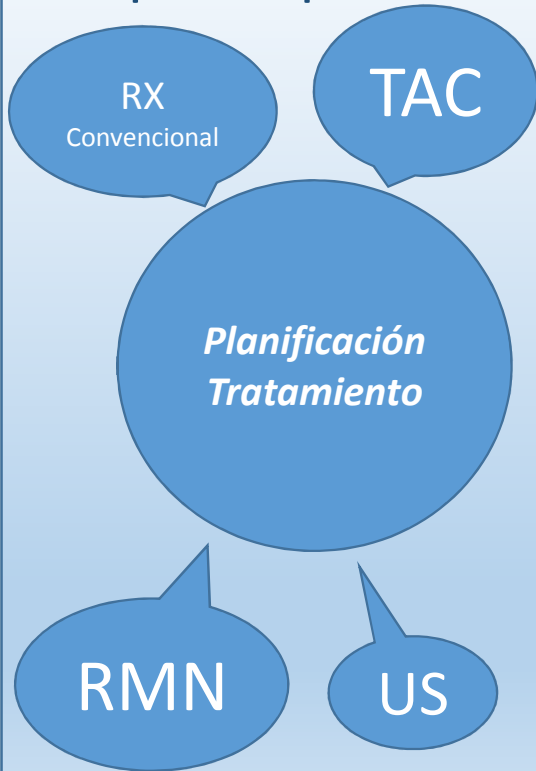 RX
Convencional
TAC
Planificación
Tratamiento
RMN
US